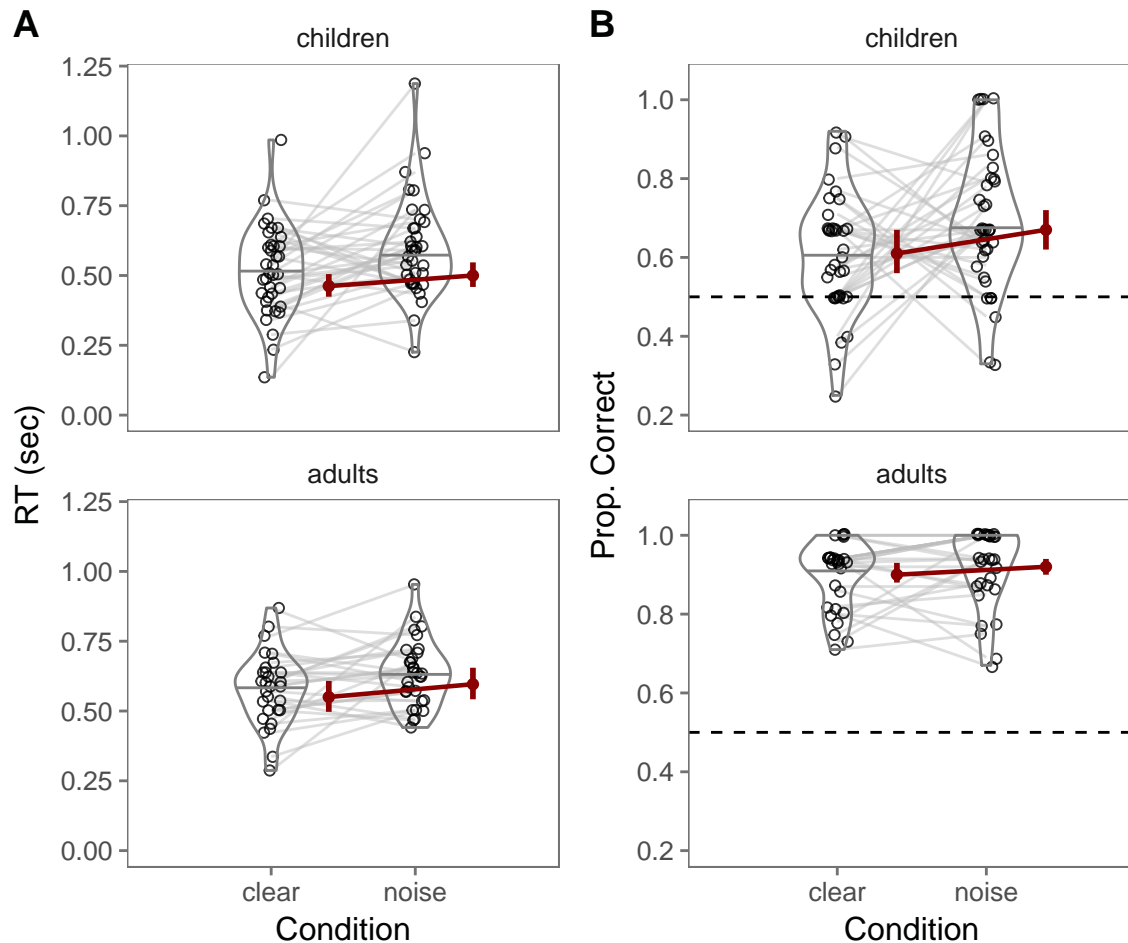 A
children
RT (sec)
1.25
1.00
0.75
0.50
0.25
0.00
adults
1.25
1.00
0.75
0.50
0.25
0.00
clear noise
Condition
B
children
Prop. Correct
1.0
0.8
0.6
0.4
0.2
adults
1.0
0.8
0.6
0.4
0.2
clear noise
Condition